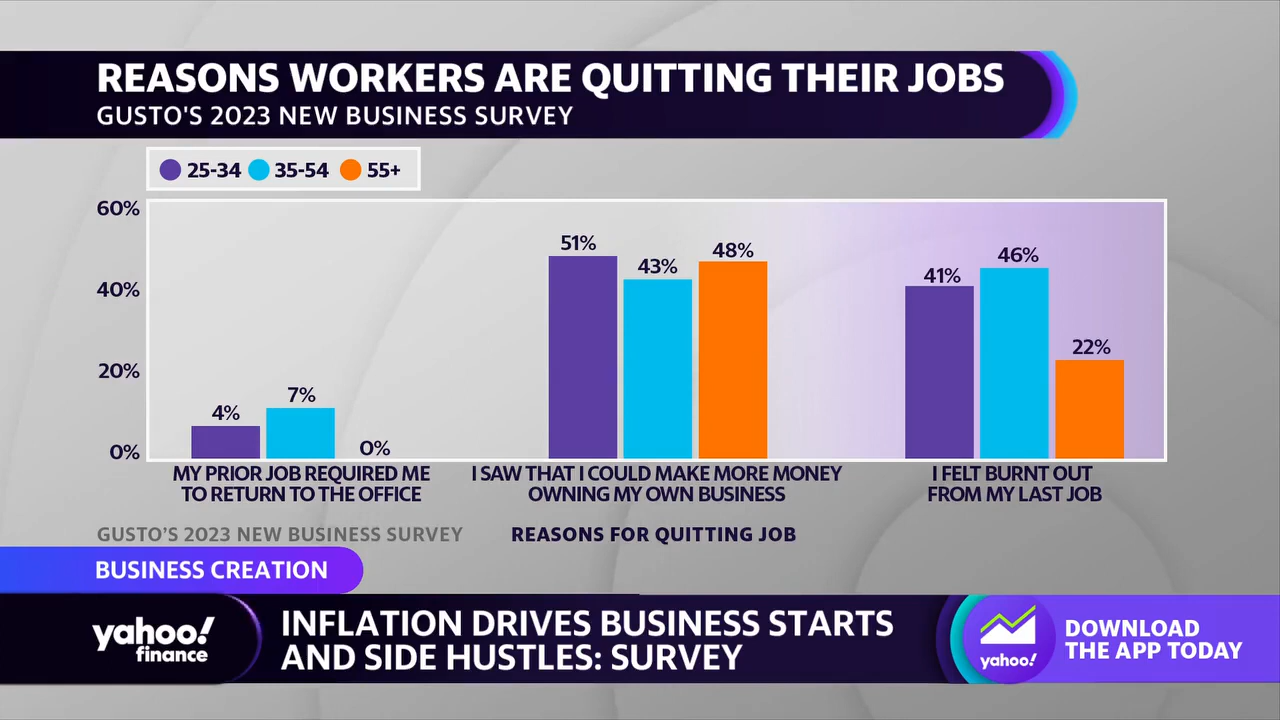 REASONS WORKERS ARE QUITTING THEIR JOBS
GUSTO'S 2023 NEW BUSINESS SURVEY
25-34 35-54 55+
60%
40%
20%
0%
4%
7%
0%
51%
43%
48%
41%
46%
22%
MY PRIOR JOB REQUIRED ME
TO RETURN TO THE OFFICE
I SAW THAT I COULD MAKE MORE MONEY
OWNING MY OWN BUSINESS
I FELT BURNT OUT
FROM MY LAST JOB
GUSTO'S 2023 NEW BUSINESS SURVEY
REASONS FOR QUITTING JOB
BUSINESS CREATION
yahoo!
finance
INFLATION DRIVES BUSINESS STARTS
AND SIDE HUSTLES: SURVEY
yahoo!
DOWNLOAD
THE APP TODAY